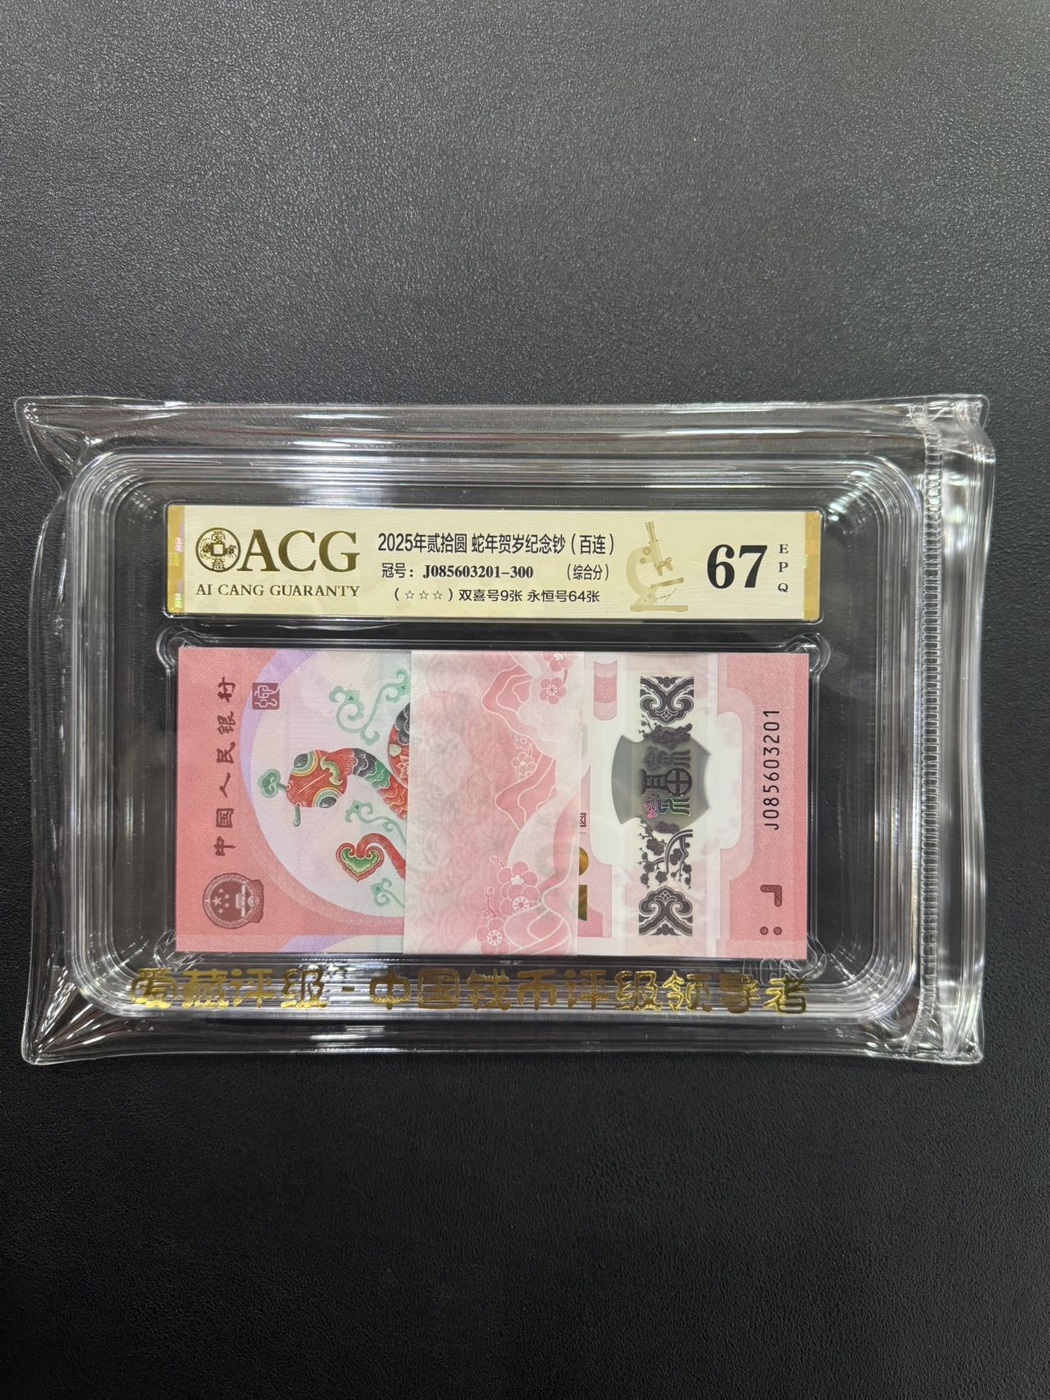 ACG
AI CANG GUARANTY
2025年贰拾圆 蛇年贺岁纪念钞（百连）
冠号：J085603201-300 （综合分）
（☆☆☆）双喜号9张 永恒号64张
67
EPQ
中国人民银行
J085603201
爱藏评级-中国钱币评级领导者